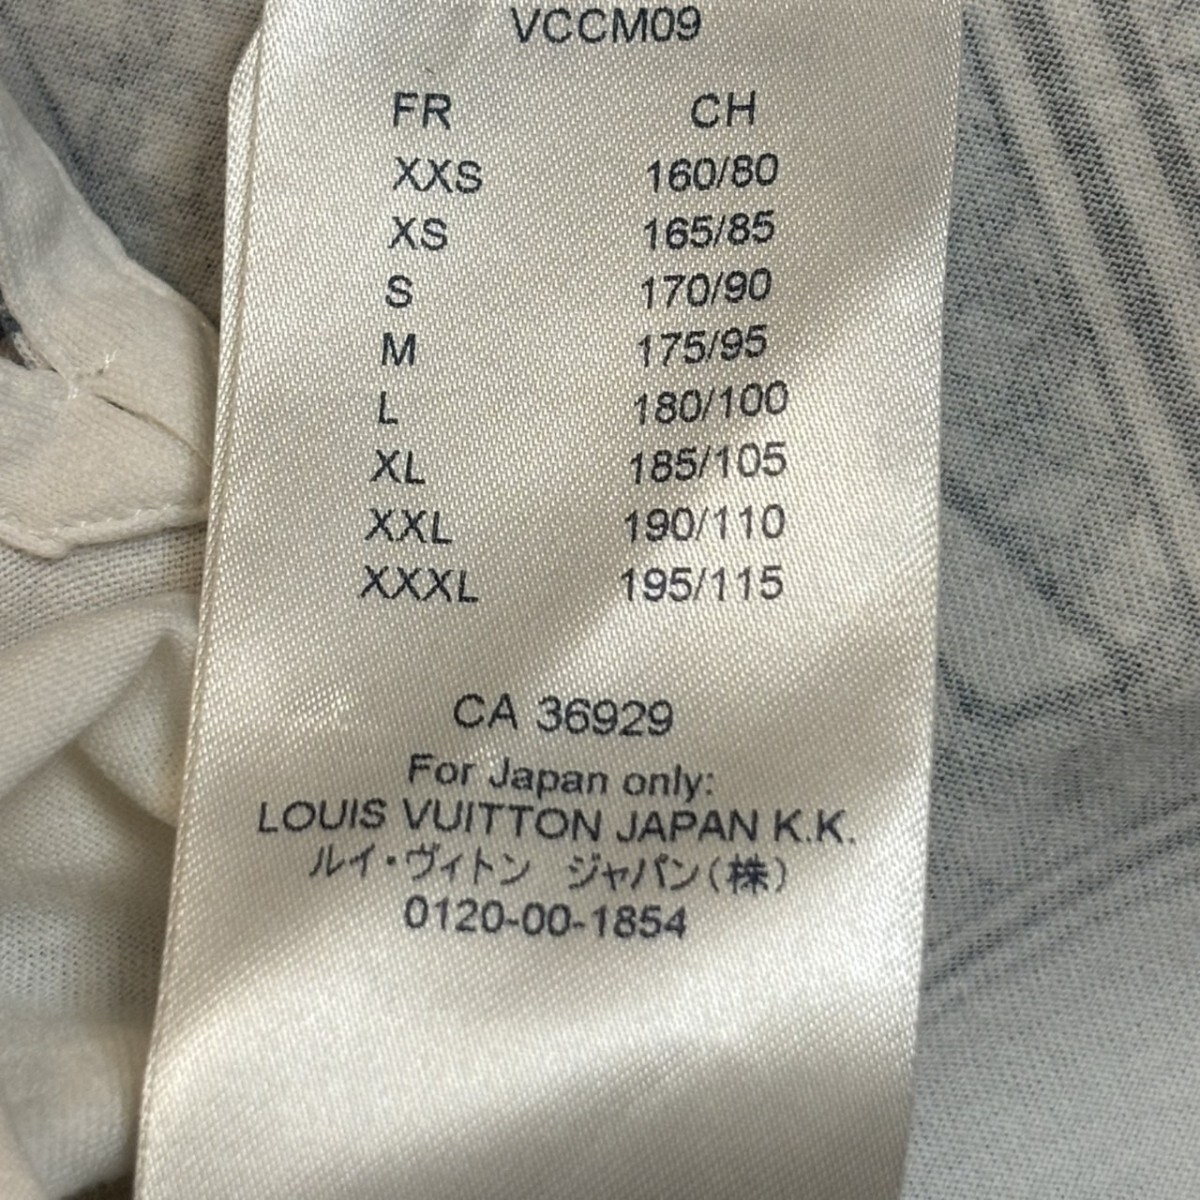 VCCM09
FR CH
XXS 160/80
XS 165/85
S 170/90
M 175/95
L 180/100
XL 185/105
XXL 190/110
XXXL 195/115
CA 36929
For Japan only:
LOUIS VUITTON JAPAN K.K.
ルイ・ヴィトン ジャパン(株)
0120-00-1854